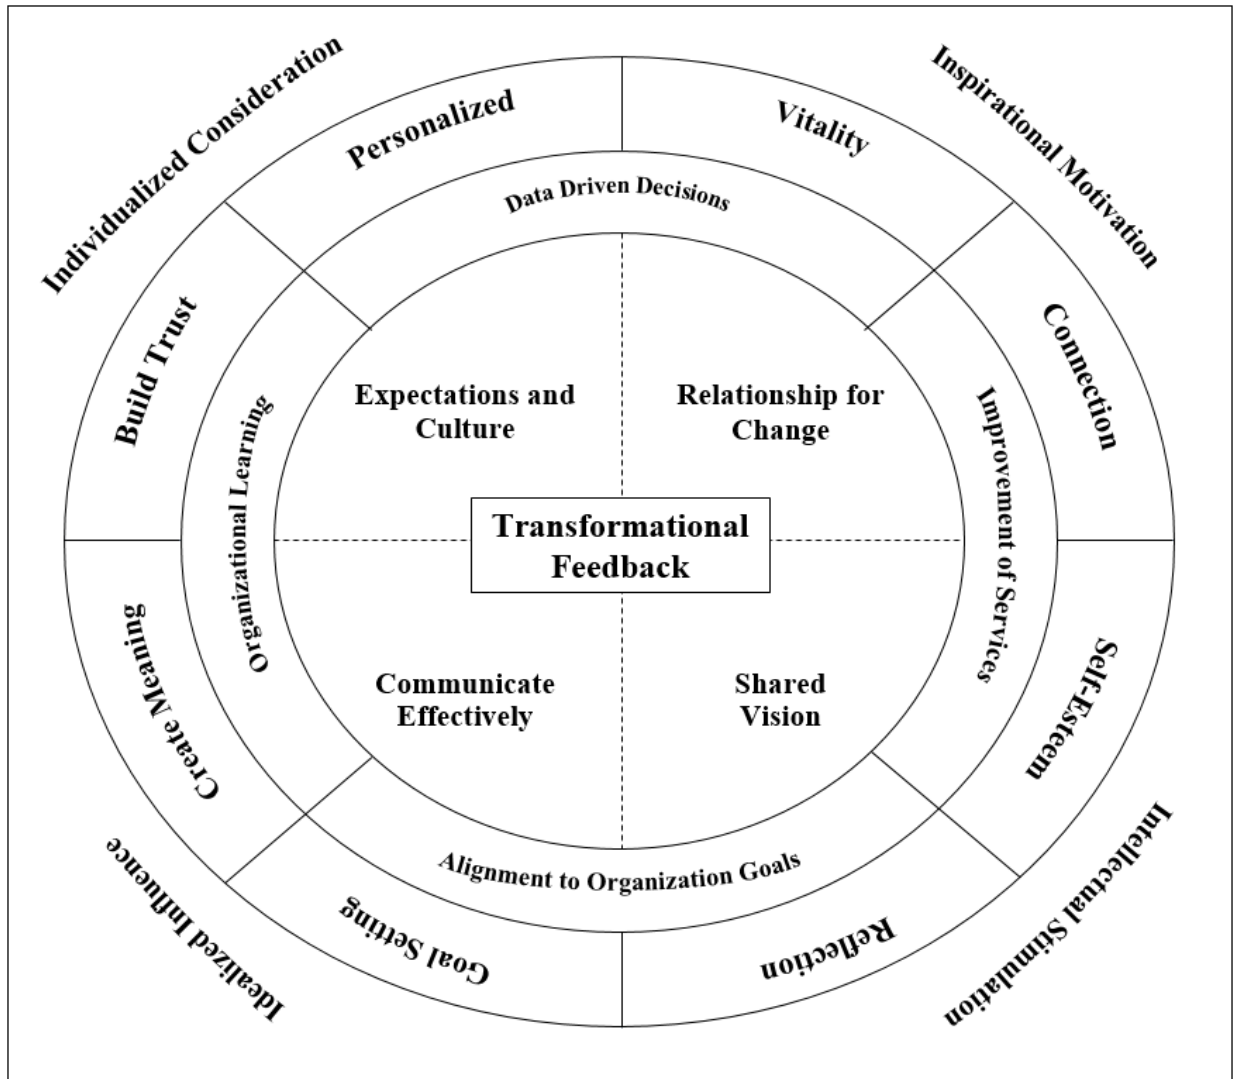 Individualized Consideration
Inspirational Motivation
Personalized
Vitality
Data Driven Decisions
Build Trust
Connection
Organizational Learning
Expectations and
Culture
Relationship for
Change
Improvement of Services
Transformational
Feedback
Create Meaning
Communicate
Effectively
Shared
Vision
Self-Esteem
Alignment to Organization Goals
Goal Setting
Reflection
Idealized Influence
Intellectual Stimulation